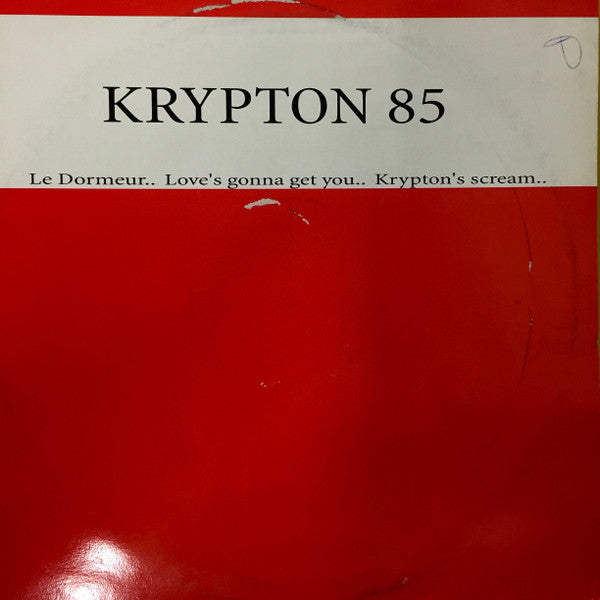 KRYPTON 85
Le Dormeur.. Love's gonna get you.. Krypton's scream..